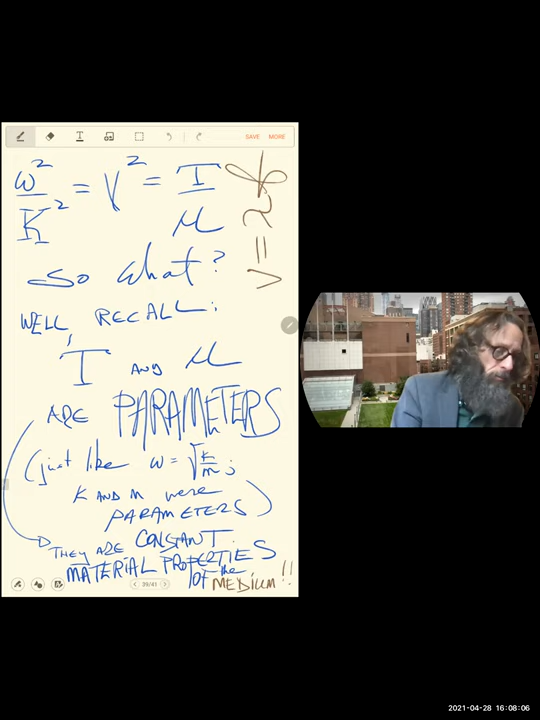 SAVE MORE
ω²/K² = V² = T/μ
v = λf
So what?
WELL, RECALL:
T AND μ
ARE PARAMETERS
(just like ω = √k/m ;
K AND M were
PARAMETERS)
THEY ARE CONSTANT
MATERIAL PROPERTIES
OF the
MEDIUM!!
39/41
2021-04-28 16:08:06